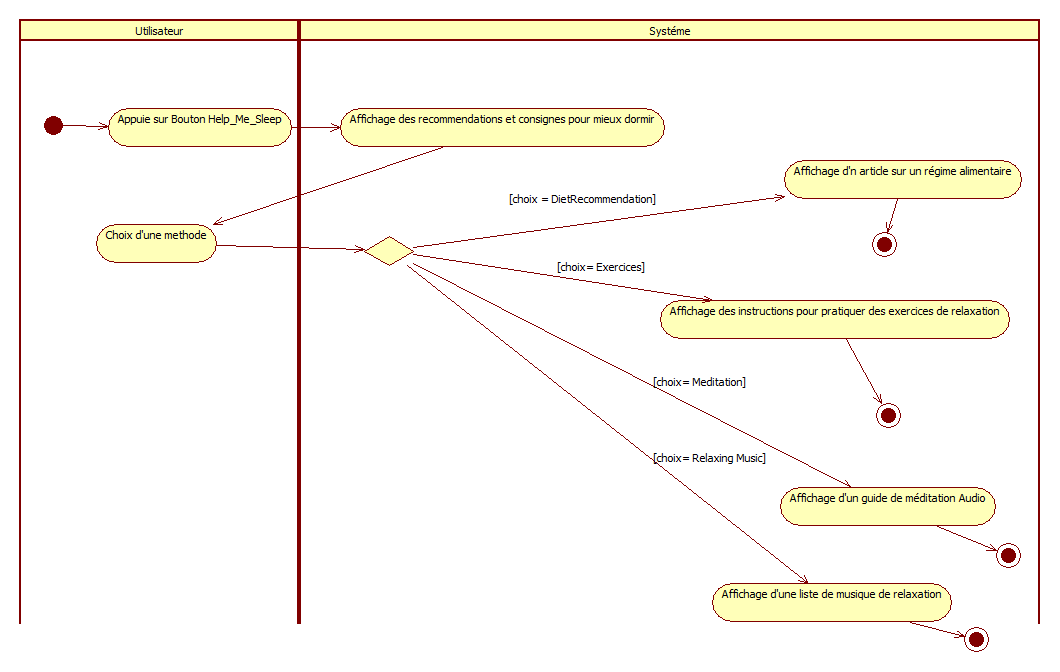 Utilisateur
Systéme
Appuie sur Bouton Help_Me_Sleep
Affichage des recommendations et consignes pour mieux dormir
Affichage d'n article sur un régime alimentaire
[choix = DietRecommendation]
Choix d'une methode
[choix= Exercices]
Affichage des instructions pour pratiquer des exercices de relaxation
[choix= Meditation]
[choix= Relaxing Music]
Affichage d'un guide de méditation Audio
Affichage d'une liste de musique de relaxation